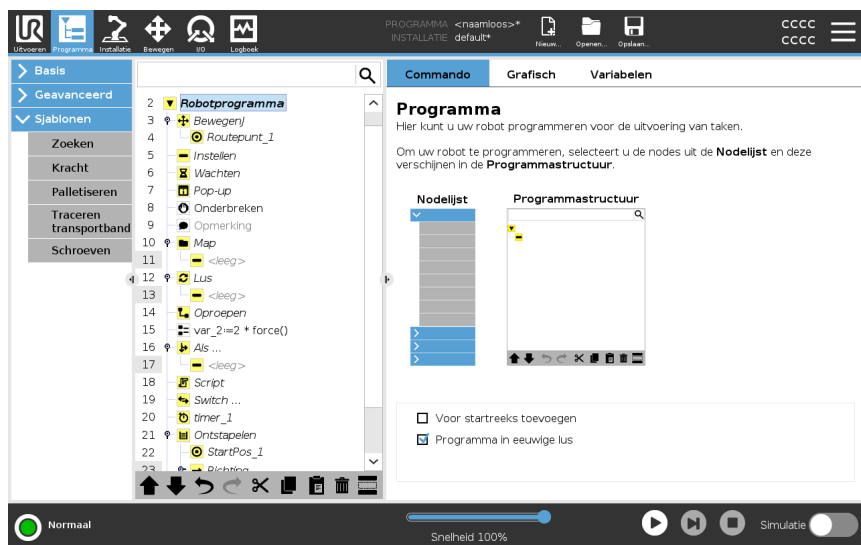 PROGRAMMA <naamloos>*
INSTALLATIE default*
CCCC
CCCC
Uitvoeren
Programma
Installatie
Bewegen
I/O
Logboek
Nieuw...
Openen...
Opslaan...
Basis
Geavanceerd
Sjablonen
Zoeken
Kracht
Palletiseren
Traceren
transportband
Schroeven
2 Robotprogramma
3 BewegenJ
4 Routepunt_1
5 Instellen
6 Wachten
7 Pop-up
8 Onderbreken
9 Opmerking
10 Map
11 <leeg>
12 Lus
13 <leeg>
14 Oproepen
15 var_2≔2 * force()
16 Als ...
17 <leeg>
18 Script
19 Switch ...
20 timer_1
21 Ontstapelen
22 StartPos_1
23 Richting
Commando
Grafisch
Variabelen
Programma
Hier kunt u uw robot programmeren voor de uitvoering van taken.
Om uw robot te programmeren, selecteert u de nodes uit de Nodelijst en deze
verschijnen in de Programmastructuur.
Nodelijst
Programmastructuur
Voor startreeks toevoegen
Programma in eeuwige lus
Normaal
Snelheid 100%
Simulatie